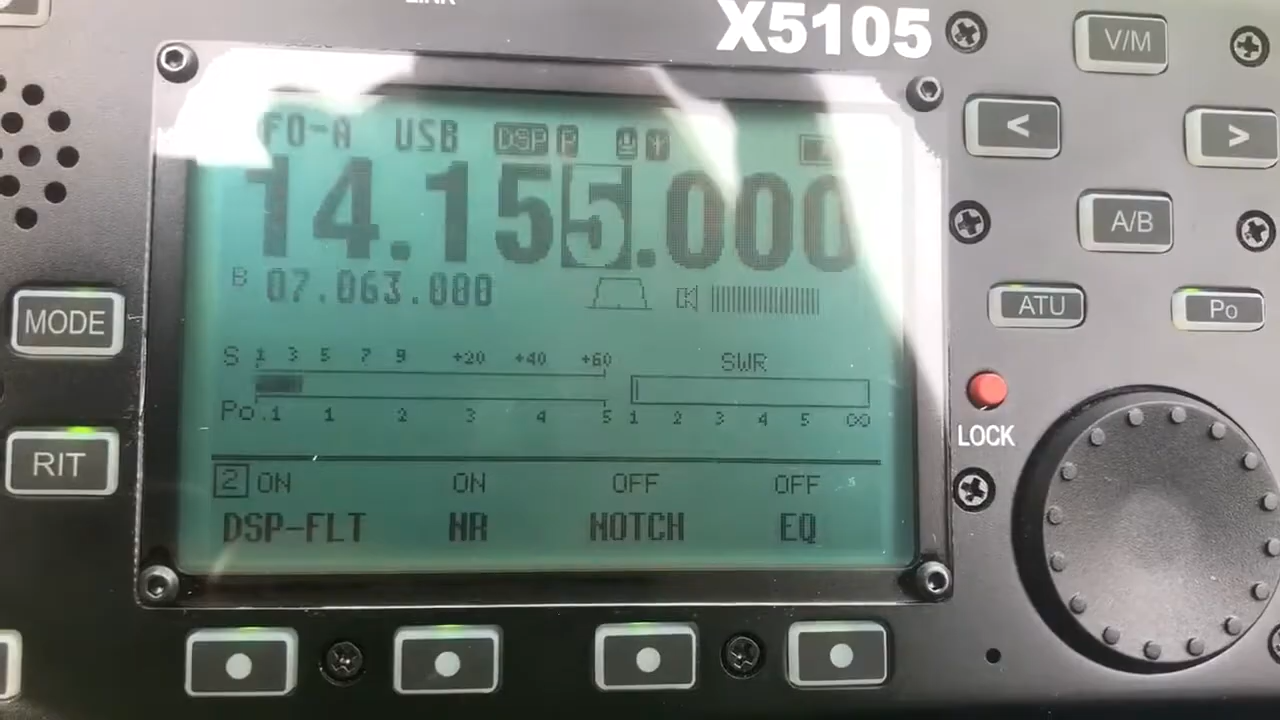 LINK
X5105
V/M
<
>
A/B
ATU
Po
LOCK
MODE
RIT
FO-A USB DSP P
14.155.000
B 07.063.000
S 1 3 5 7 9 +20 +40 +60 SWR
Po.1 1 2 3 4 5 1 2 3 4 5 ∞
2 ON ON OFF OFF
DSP-FLT NR NOTCH EQ